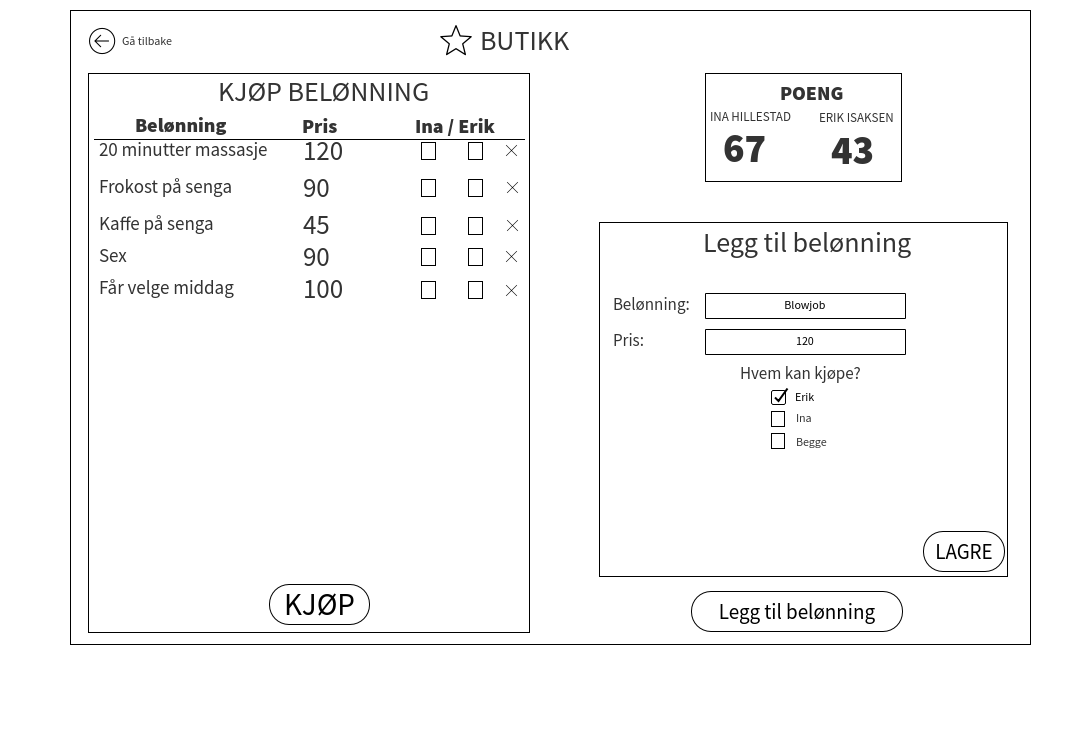 Gå tilbake
BUTIKK
KJØP BELØNNING
Belønning Pris Ina / Erik
20 minutter massasje 120
Frokost på senga 90
Kaffe på senga 45
Sex 90
Får velge middag 100
KJØP
POENG
INA HILLESTAD ERIK ISAKSEN
67 43
Legg til belønning
Belønning: Blowjob
Pris: 120
Hvem kan kjøpe?
Erik
Ina
Begge
LAGRE
Legg til belønning